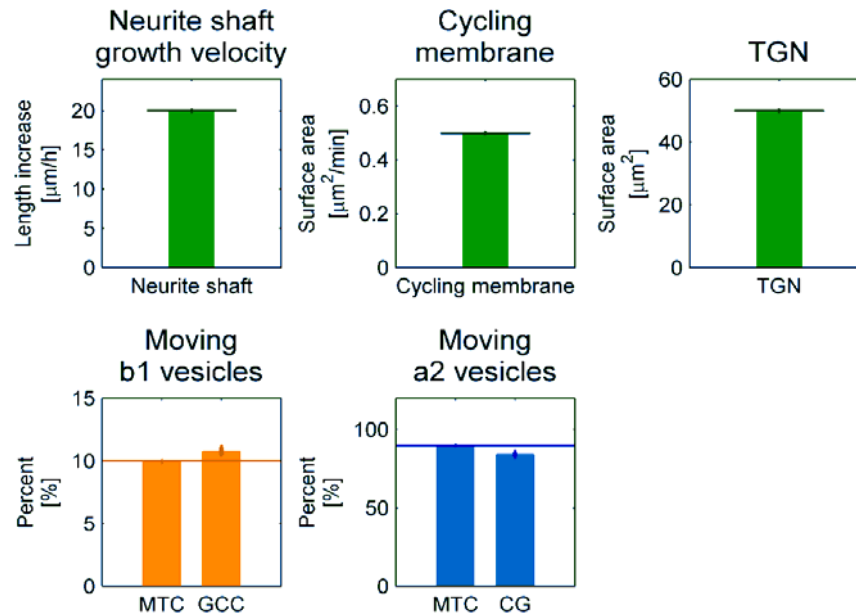 Neurite shaft
growth velocity
Length increase
[µm/h]
20
15
10
5
0
Neurite shaft
Cycling
membrane
Surface area
[µm²/min]
0.6
0.4
0.2
0
Cycling membrane
TGN
Surface area
[µm²]
60
40
20
0
TGN
Moving
b1 vesicles
Percent
[%]
15
10
5
0
MTC GCC
Moving
a2 vesicles
Percent
[%]
100
50
0
MTC CG